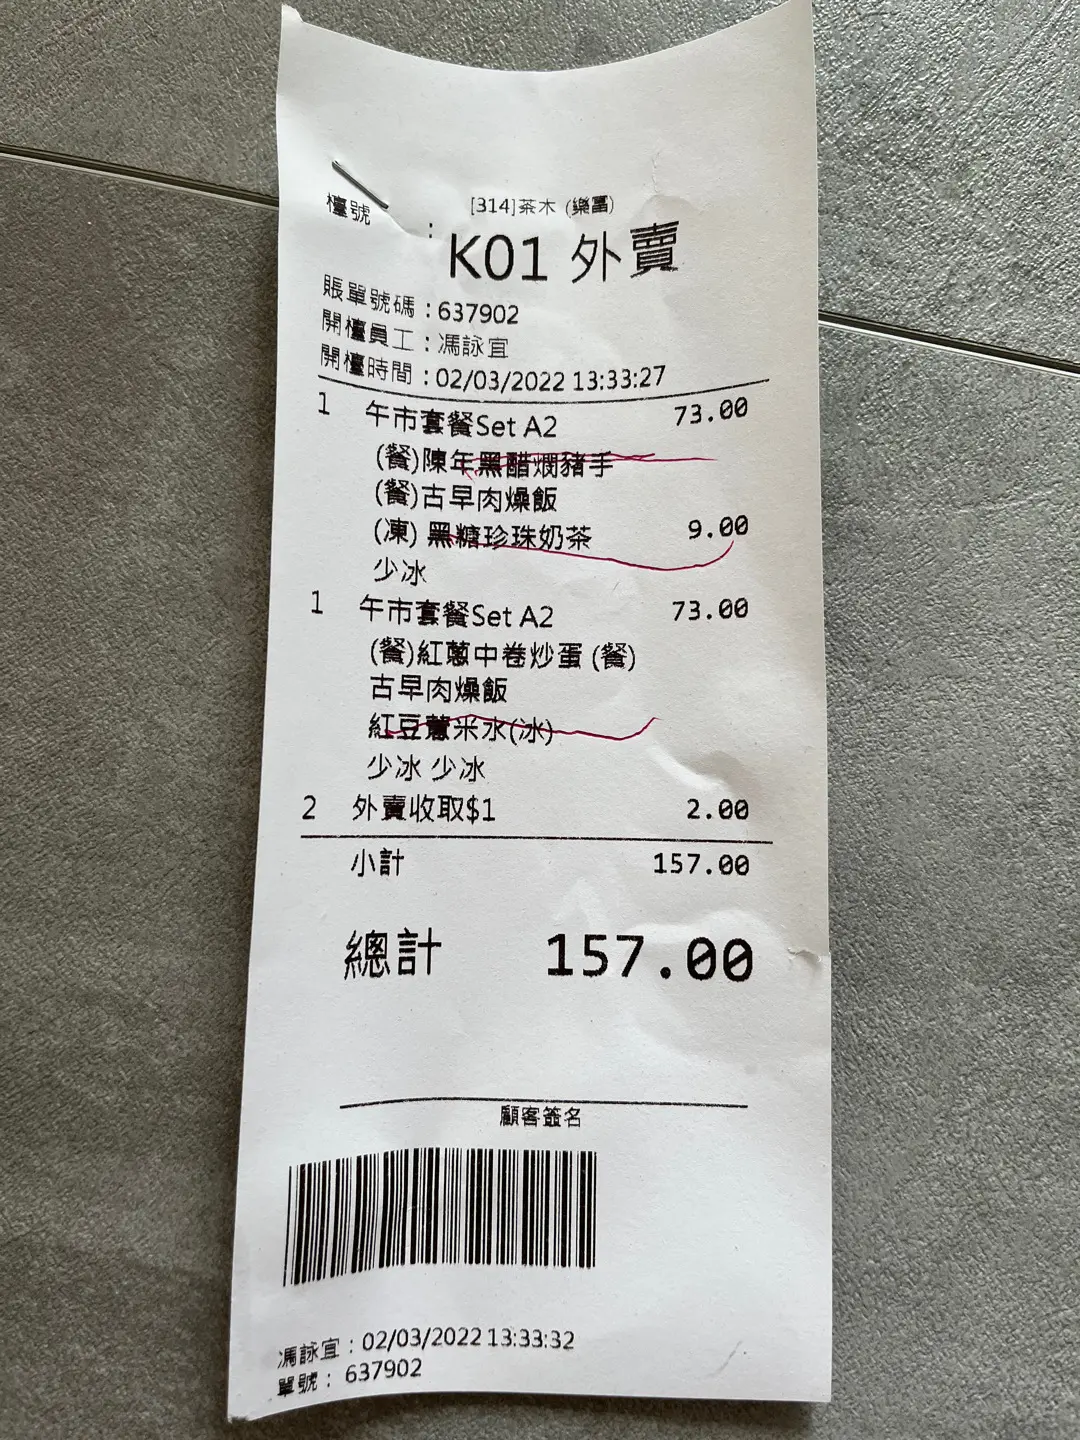 [314]茶木 (樂富)
檯號 : K01 外賣
賬單號碼 : 637902
開檯員工 : 馮詠宜
開檯時間 : 02/03/2022 13:33:27
1 午市套餐Set A2 73.00
(餐)陳年黑醋燜豬手
(餐)古早肉燥飯
(凍) 黑糖珍珠奶茶 9.00
少冰
1 午市套餐Set A2 73.00
(餐)紅蔥中卷炒蛋 (餐)
古早肉燥飯
紅豆薏米水(冰)
少冰 少冰
2 外賣收取$1 2.00
小計 157.00
總計 157.00
顧客簽名
馮詠宜 : 02/03/2022 13:33:32
單號 : 637902